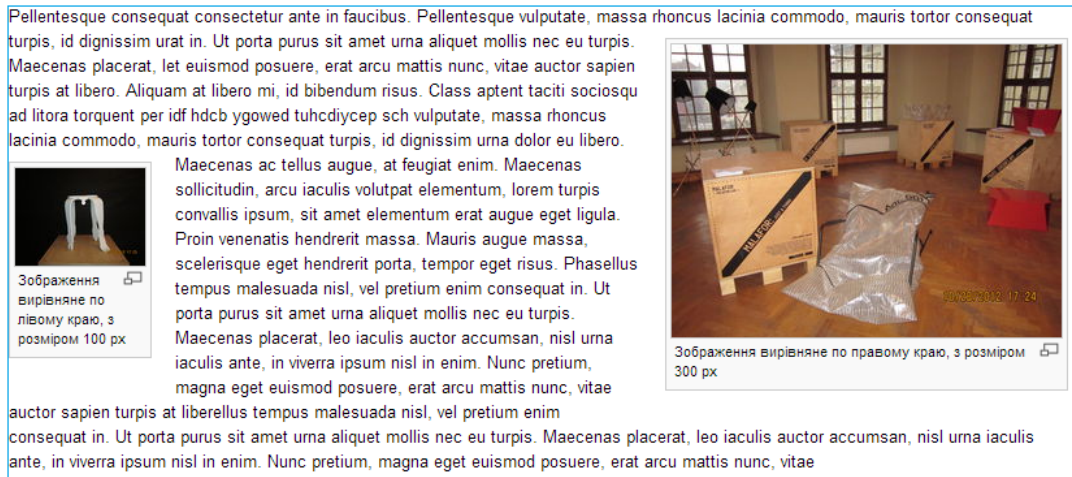 Pellentesque consequat consectetur ante in faucibus. Pellentesque vulputate, massa rhoncus lacinia commodo, mauris tortor consequat
turpis, id dignissim urat in. Ut porta purus sit amet urna aliquet mollis nec eu turpis.
Maecenas placerat, let euismod posuere, erat arcu mattis nunc, vitae auctor sapien
turpis at libero. Aliquam at libero mi, id bibendum risus. Class aptent taciti sociosqu
ad litora torquent per idf hdcb ygowed tuhcdiycep sch vulputate, massa rhoncus
lacinia commodo, mauris tortor consequat turpis, id dignissim urna dolor eu libero.
Maecenas ac tellus augue, at feugiat enim. Maecenas
sollicitudin, arcu iaculis volutpat elementum, lorem turpis
convallis ipsum, sit amet elementum erat augue eget ligula.
Proin venenatis hendrerit massa. Mauris augue massa,
scelerisque eget hendrerit porta, tempor eget risus. Phasellus
tempus malesuada nisl, vel pretium enim consequat in. Ut
porta purus sit amet urna aliquet mollis nec eu turpis.
Maecenas placerat, leo iaculis auctor accumsan, nisl urna
iaculis ante, in viverra ipsum nisl in enim. Nunc pretium,
magna eget euismod posuere, erat arcu mattis nunc, vitae
auctor sapien turpis at liberellus tempus malesuada nisl, vel pretium enim
consequat in. Ut porta purus sit amet urna aliquet mollis nec eu turpis. Maecenas placerat, leo iaculis auctor accumsan, nisl urna iaculis
ante, in viverra ipsum nisl in enim. Nunc pretium, magna eget euismod posuere, erat arcu mattis nunc, vitae
Зображення
вирівняне по
лівому краю, з
розміром 100 px
MALAFOR
MALAFOR
17:24
Зображення вирівняне по правому краю, з розміром
300 px